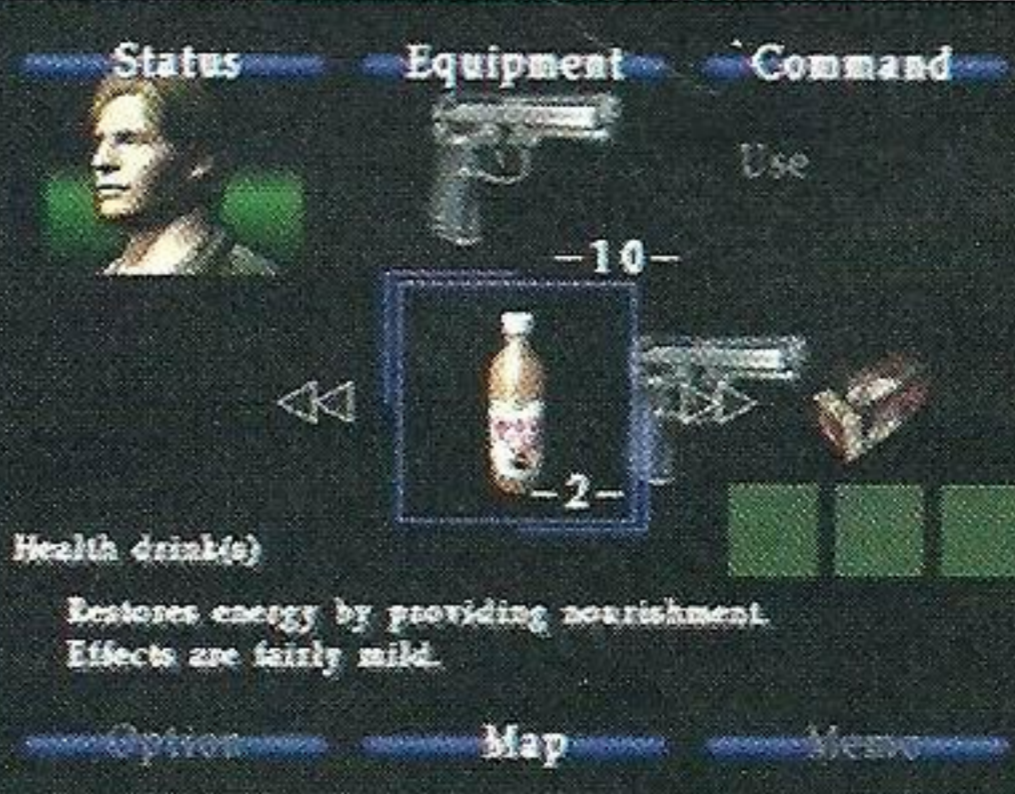 Status Equipment Command
Use
-10-
-2-
Health drink(s)
Restores energy by providing nourishment.
Effects are fairly mild.
Option Map Memo